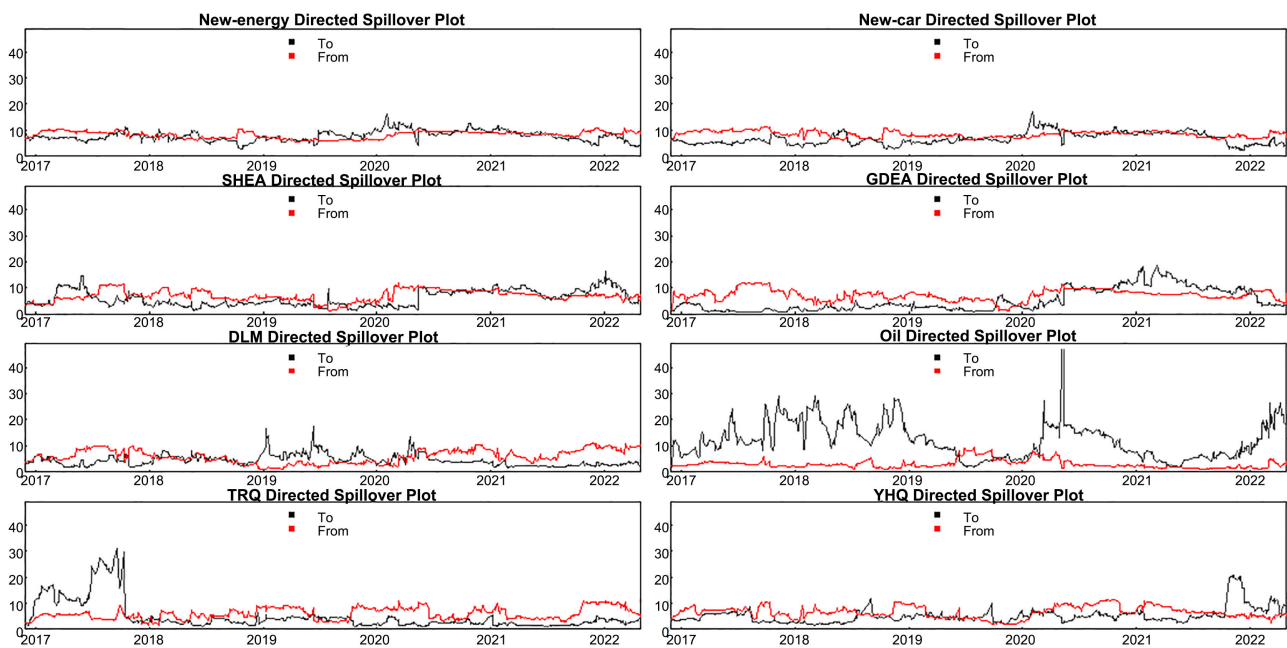 New-energy Directed Spillover Plot
To
From
40
30
20
10
0
2017 2018 2019 2020 2021 2022
New-car Directed Spillover Plot
To
From
40
30
20
10
0
2017 2018 2019 2020 2021 2022
SHEA Directed Spillover Plot
To
From
40
30
20
10
0
2017 2018 2019 2020 2021 2022
GDEA Directed Spillover Plot
To
From
40
30
20
10
0
2017 2018 2019 2020 2021 2022
DLM Directed Spillover Plot
To
From
40
30
20
10
0
2017 2018 2019 2020 2021 2022
Oil Directed Spillover Plot
To
From
40
30
20
10
0
2017 2018 2019 2020 2021 2022
TRQ Directed Spillover Plot
To
From
40
30
20
10
0
2017 2018 2019 2020 2021 2022
YHQ Directed Spillover Plot
To
From
40
30
20
10
0
2017 2018 2019 2020 2021 2022